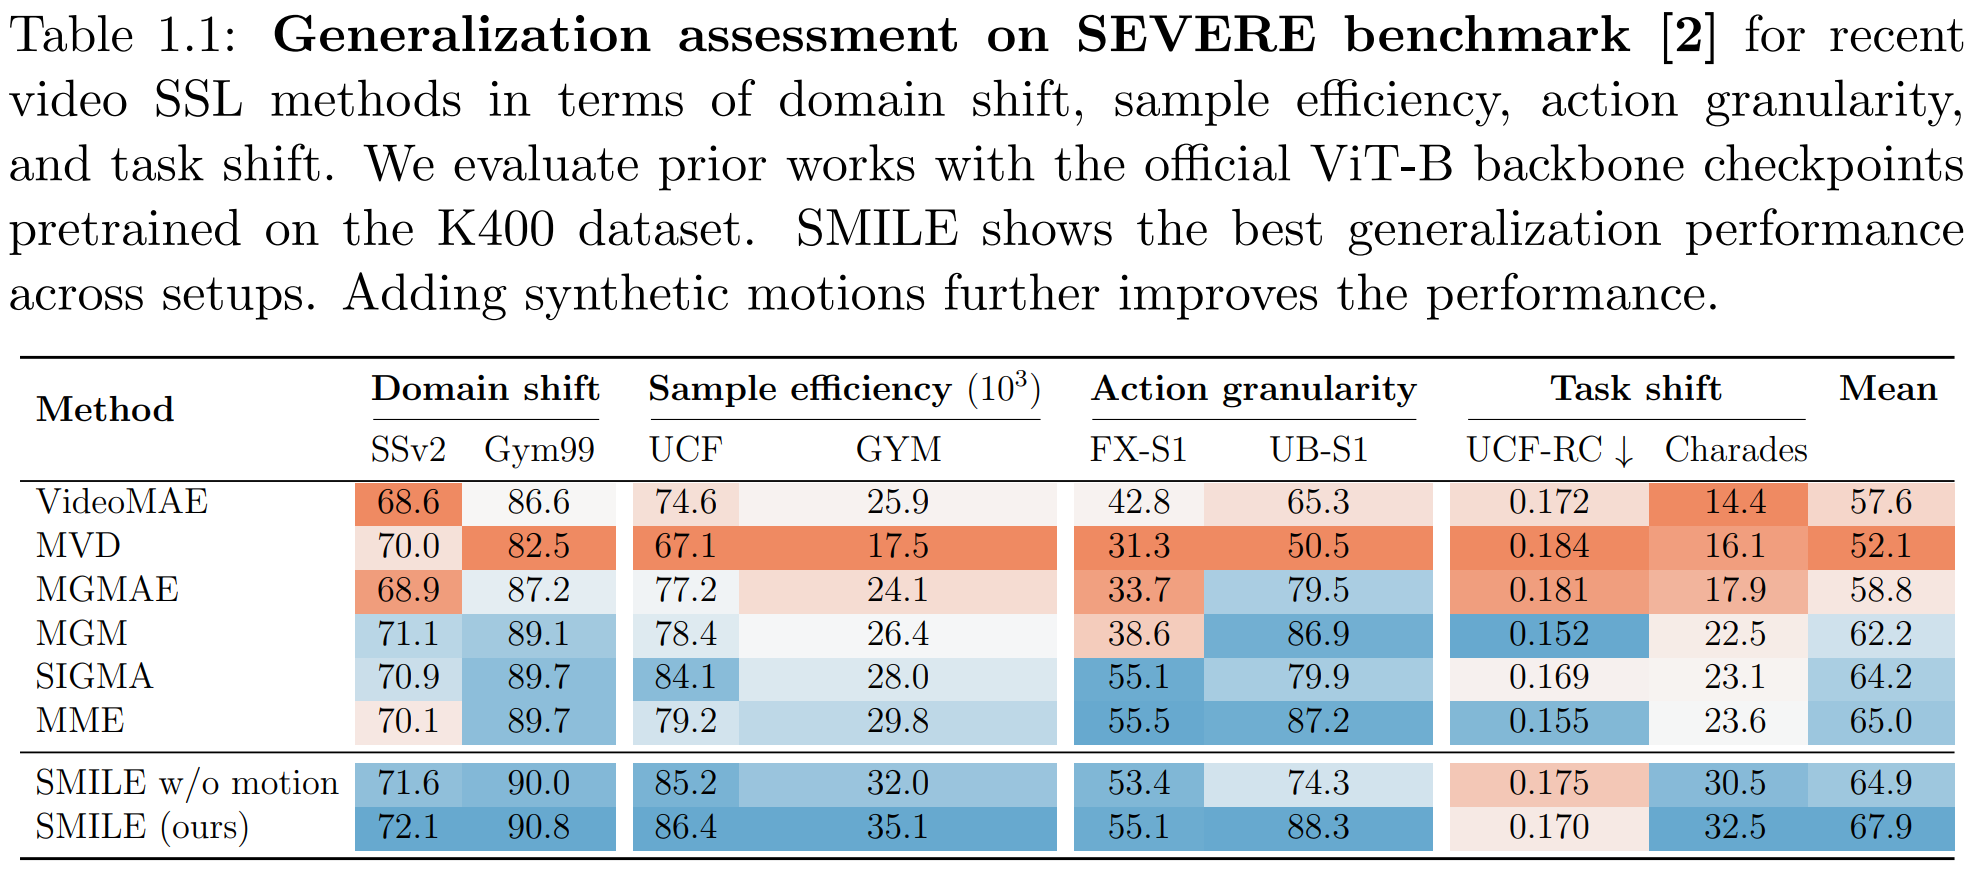 Table 1.1: Generalization assessment on SEVERE benchmark [2] for recent
video SSL methods in terms of domain shift, sample efficiency, action granularity,
and task shift. We evaluate prior works with the official ViT-B backbone checkpoints
pretrained on the K400 dataset. SMILE shows the best generalization performance
across setups. Adding synthetic motions further improves the performance.
Method Domain shift Sample efficiency (10³) Action granularity Task shift Mean
SSv2 Gym99 UCF GYM FX-S1 UB-S1 UCF-RC ↓ Charades
VideoMAE 68.6 86.6 74.6 25.9 42.8 65.3 0.172 14.4 57.6
MVD 70.0 82.5 67.1 17.5 31.3 50.5 0.184 16.1 52.1
MGMAE 68.9 87.2 77.2 24.1 33.7 79.5 0.181 17.9 58.8
MGM 71.1 89.1 78.4 26.4 38.6 86.9 0.152 22.5 62.2
SIGMA 70.9 89.7 84.1 28.0 55.1 79.9 0.169 23.1 64.2
MME 70.1 89.7 79.2 29.8 55.5 87.2 0.155 23.6 65.0
SMILE w/o motion 71.6 90.0 85.2 32.0 53.4 74.3 0.175 30.5 64.9
SMILE (ours) 72.1 90.8 86.4 35.1 55.1 88.3 0.170 32.5 67.9